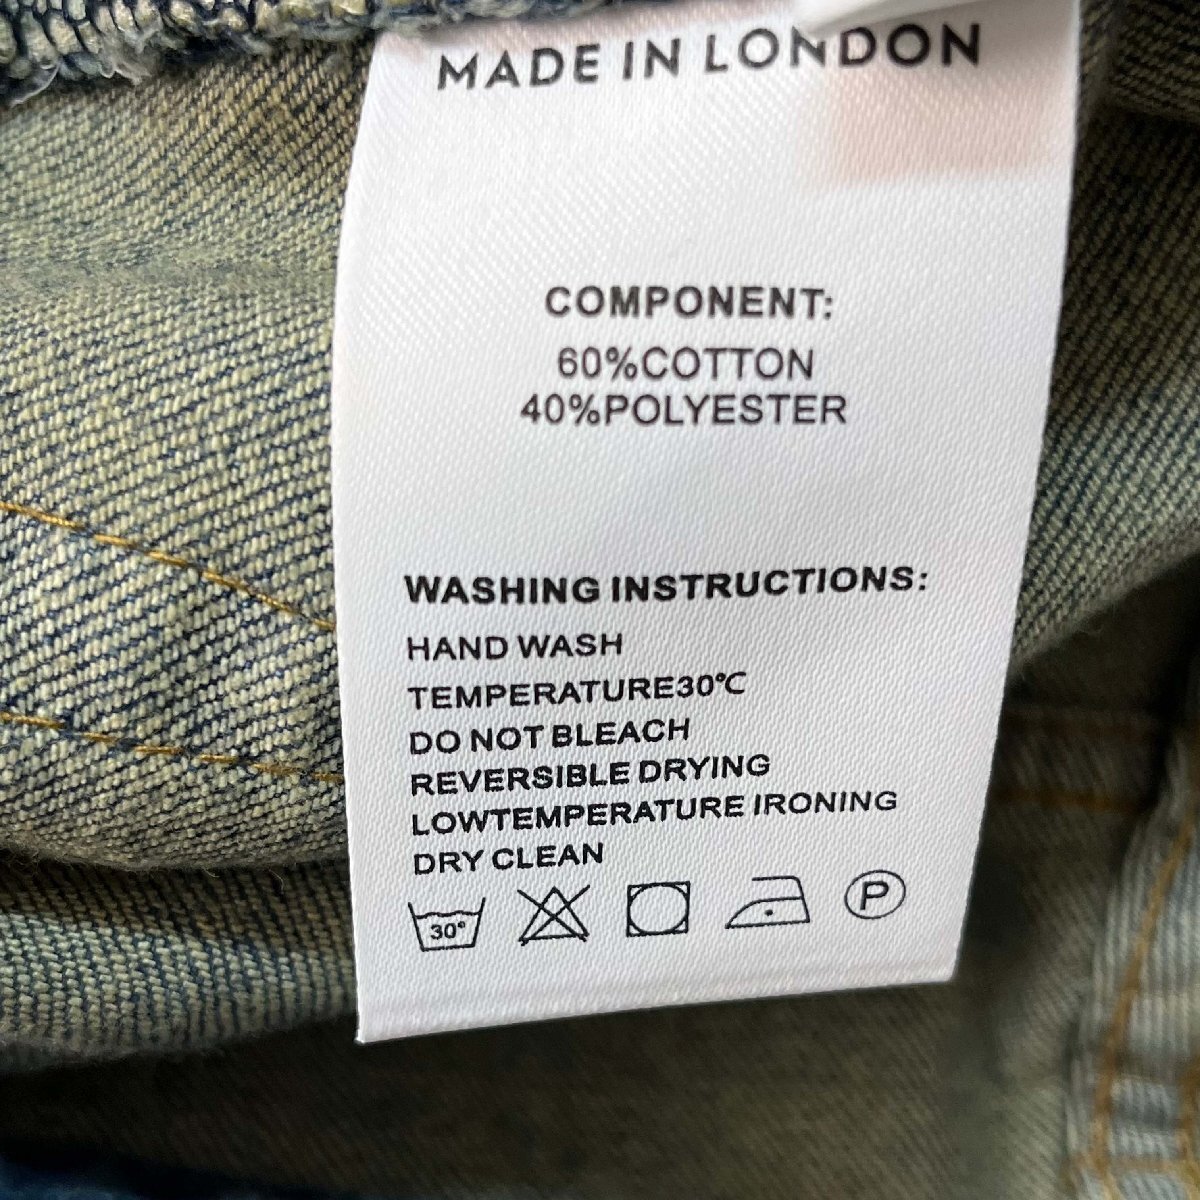 MADE IN LONDON
COMPONENT:
60%COTTON
40%POLYESTER
WASHING INSTRUCTIONS:
HAND WASH
TEMPERATURE30℃
DO NOT BLEACH
REVERSIBLE DRYING
LOWTEMPERATURE IRONING
DRY CLEAN
30° P